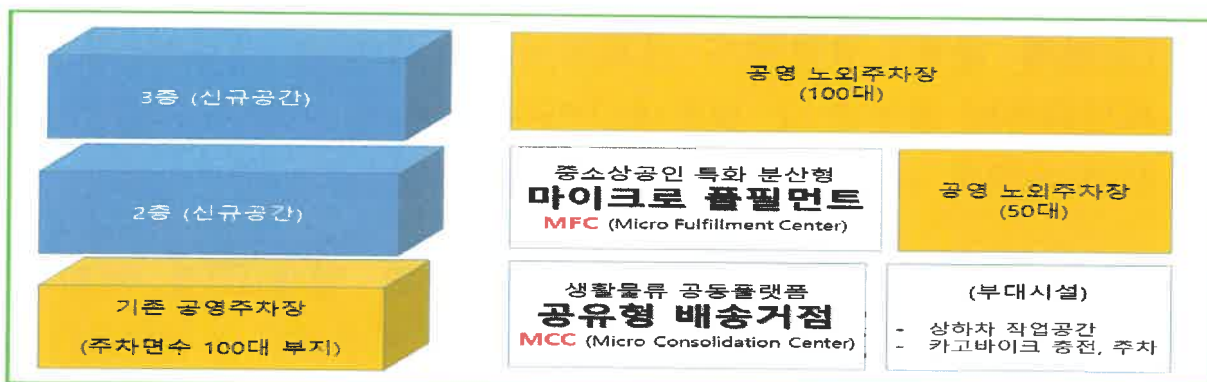 3층 (신규공간)
공영 노외주차장
(100대)
2층 (신규공간)
중소상공인 특화 분산형
마이크로 풀필먼트
MFC (Micro Fulfillment Center)
공영 노외주차장
(50대)
기존 공영주차장
(주차면수 100대 부지)
생활물류 공동플랫폼
공유형 배송거점
MCC (Micro Consolidation Center)
(부대시설)
- 상하차 작업공간
- 카고바이크 충전, 주차